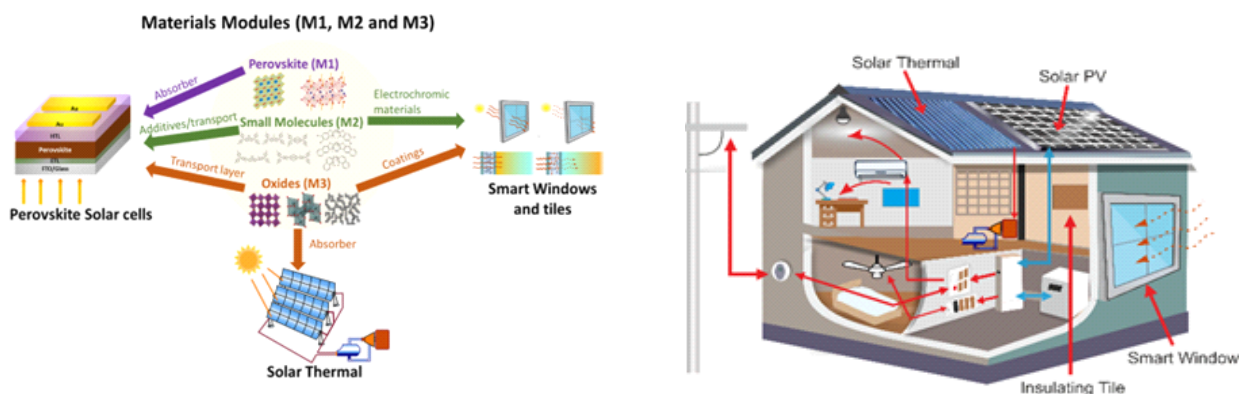 Materials Modules (M1, M2 and M3)
Perovskite (M1)
Absorber
Au
Au
HTL
Perovskite
ETL
FTO/Glass
Perovskite Solar cells
Additives/transport
Small Molecules (M2)
Electrochromic
materials
Transport layer
Oxides (M3)
Coatings
Smart Windows
and tiles
Absorber
Solar Thermal
Solar Thermal
Solar PV
Smart Window
Insulating Tile